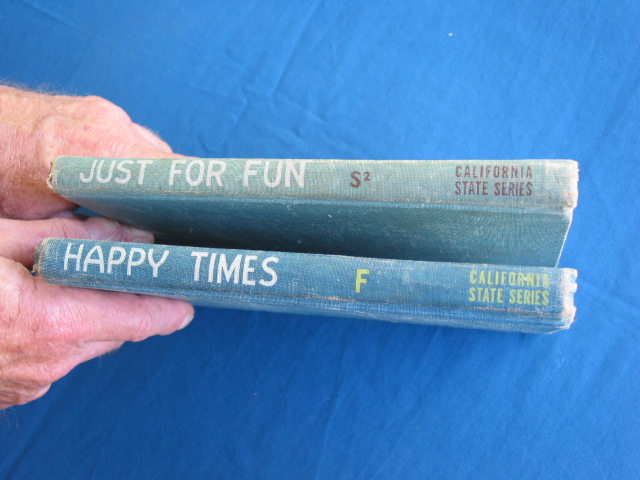 JUST FOR FUN S²
CALIFORNIA
STATE SERIES
HAPPY TIMES F
CALIFORNIA
STATE SERIES